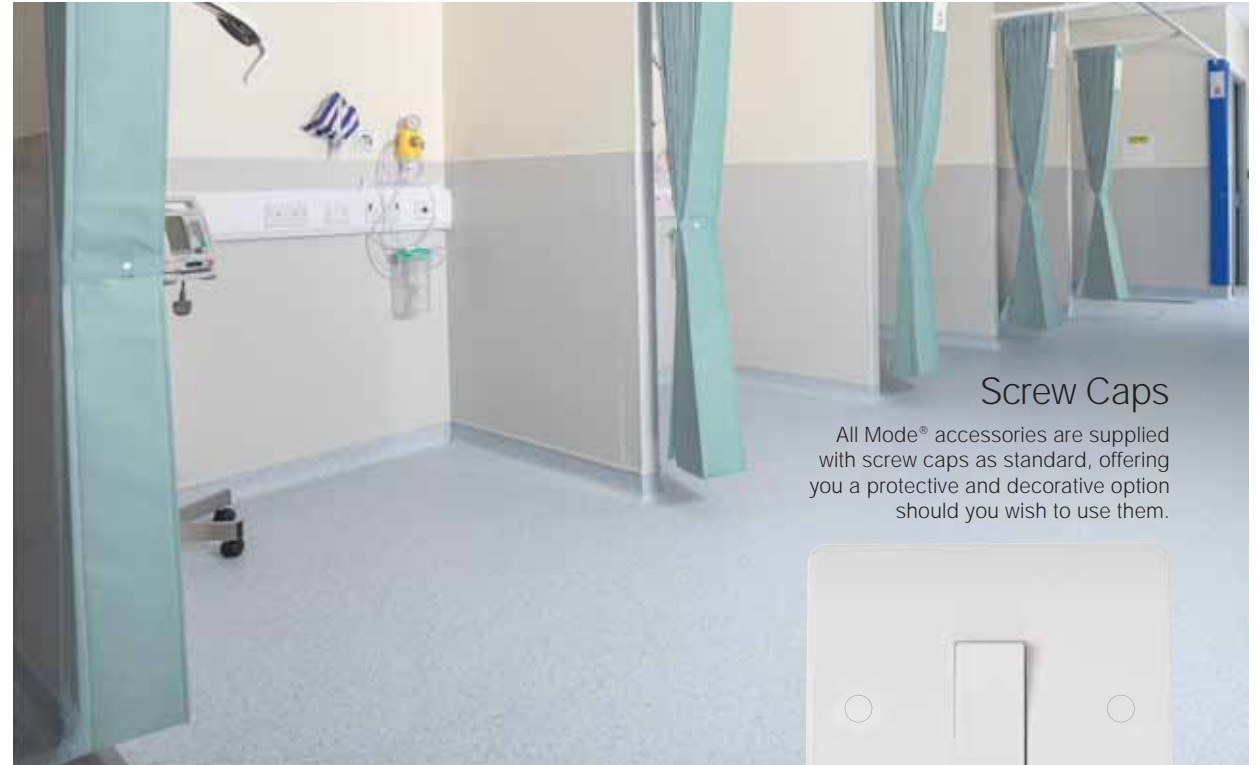 Screw Caps
All Mode® accessories are supplied
with screw caps as standard, offering
you a protective and decorative option
should you wish to use them.